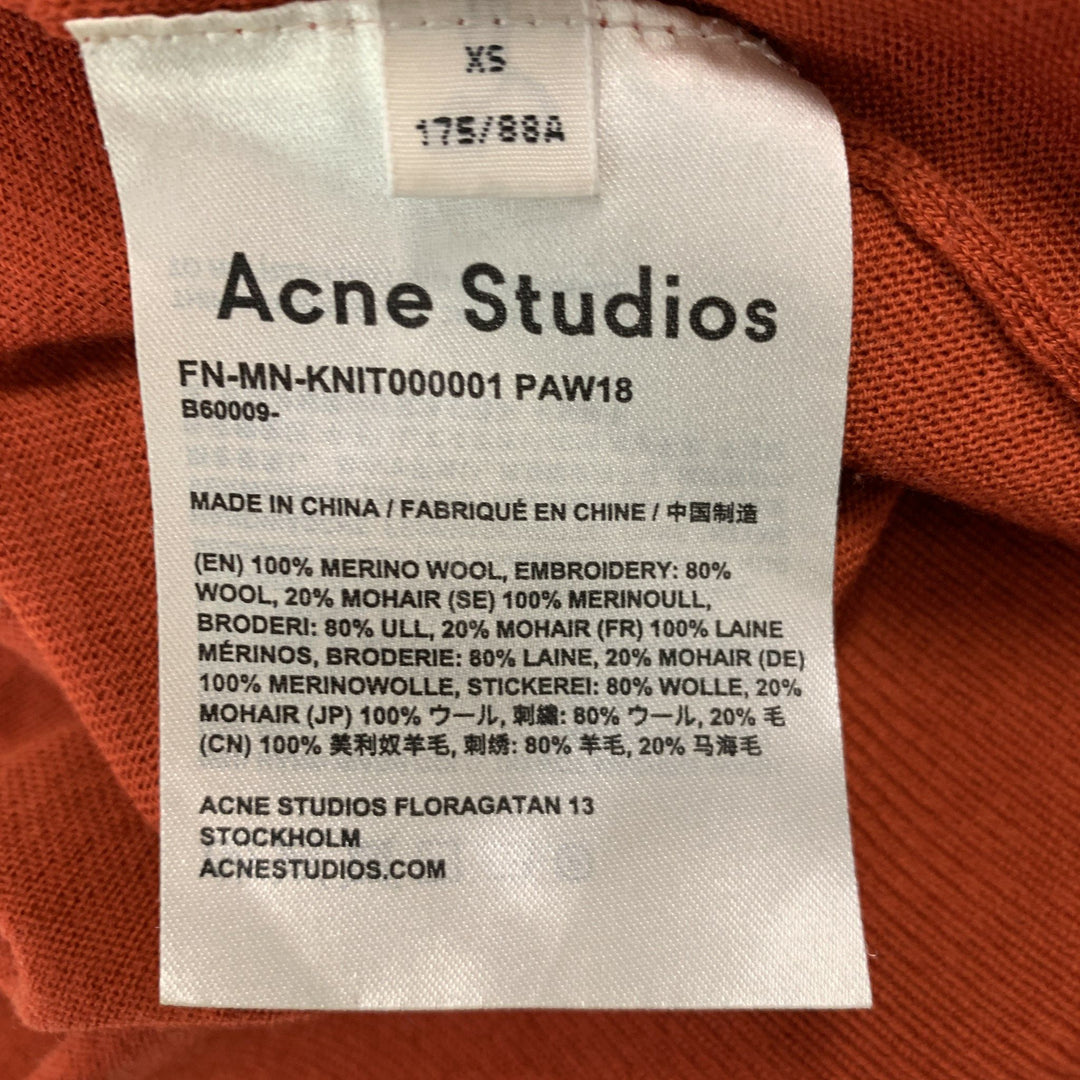 XS
175/88A
Acne Studios
FN-MN-KNIT000001 PAW18
B60009-
MADE IN CHINA / FABRIQUÉ EN CHINE / 中国制造
(EN) 100% MERINO WOOL, EMBROIDERY: 80%
WOOL, 20% MOHAIR (SE) 100% MERINOULL,
BRODERI: 80% ULL, 20% MOHAIR (FR) 100% LAINE
MÉRINOS, BRODERIE: 80% LAINE, 20% MOHAIR (DE)
100% MERINOWOLLE, STICKEREI: 80% WOLLE, 20%
MOHAIR (JP) 100% ウール, 刺繍: 80% ウール, 20% 毛
(CN) 100% 美利奴羊毛, 刺绣: 80% 羊毛, 20% 马海毛
ACNE STUDIOS FLORAGATAN 13
STOCKHOLM
ACNESTUDIOS.COM